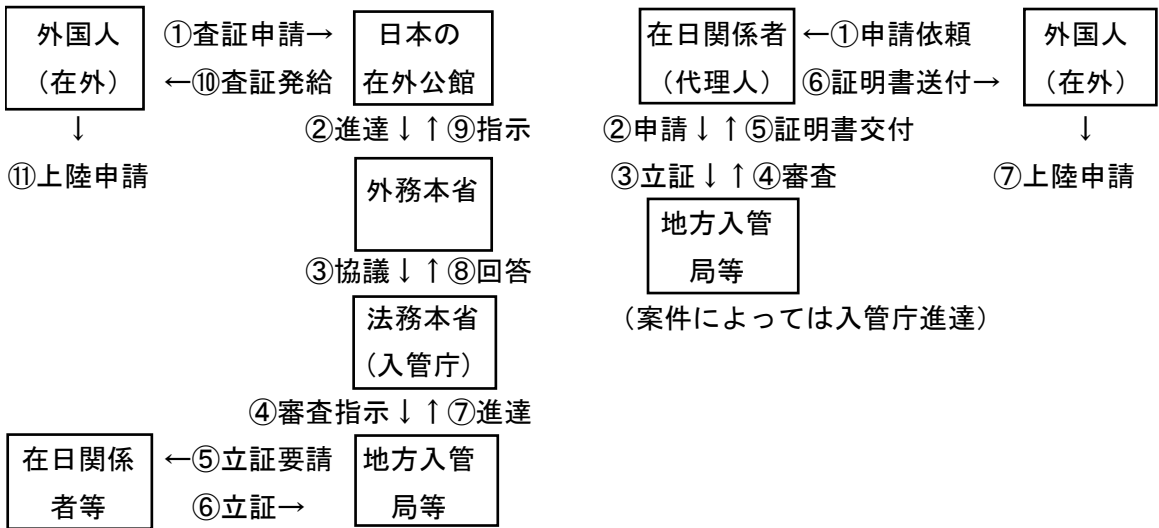 外国人 ①査証申請→ 日本の
（在外） ←⑩査証発給 在外公館
↓ ②進達↓↑⑨指示
⑪上陸申請
外務本省
③協議↓↑⑧回答
法務本省
（入管庁）
④審査指示↓↑⑦進達
在日関係 ←⑤立証要請 地方入管
者等 ⑥立証→ 局等
在日関係者 ←①申請依頼 外国人
（代理人） ⑥証明書送付→ （在外）
②申請↓↑⑤証明書交付 ↓
③立証↓↑④審査 ⑦上陸申請
地方入管
局等
（案件によっては入管庁進達）